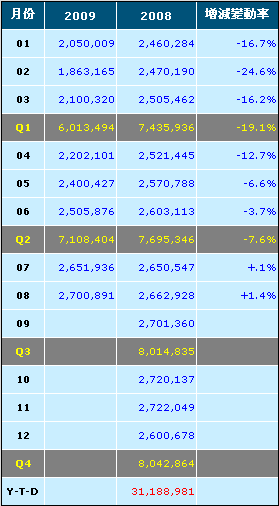 月份 2009 2008 增減變動率
01 2,050,009 2,460,284 -16.7%
02 1,863,165 2,470,190 -24.6%
03 2,100,320 2,505,462 -16.2%
Q1 6,013,494 7,435,936 -19.1%
04 2,202,101 2,521,445 -12.7%
05 2,400,427 2,570,788 -6.6%
06 2,505,876 2,603,113 -3.7%
Q2 7,108,404 7,695,346 -7.6%
07 2,651,936 2,650,547 +.1%
08 2,700,891 2,662,928 +1.4%
09 2,701,360
Q3 8,014,835
10 2,720,137
11 2,722,049
12 2,600,678
Q4 8,042,864
Y-T-D 31,188,981